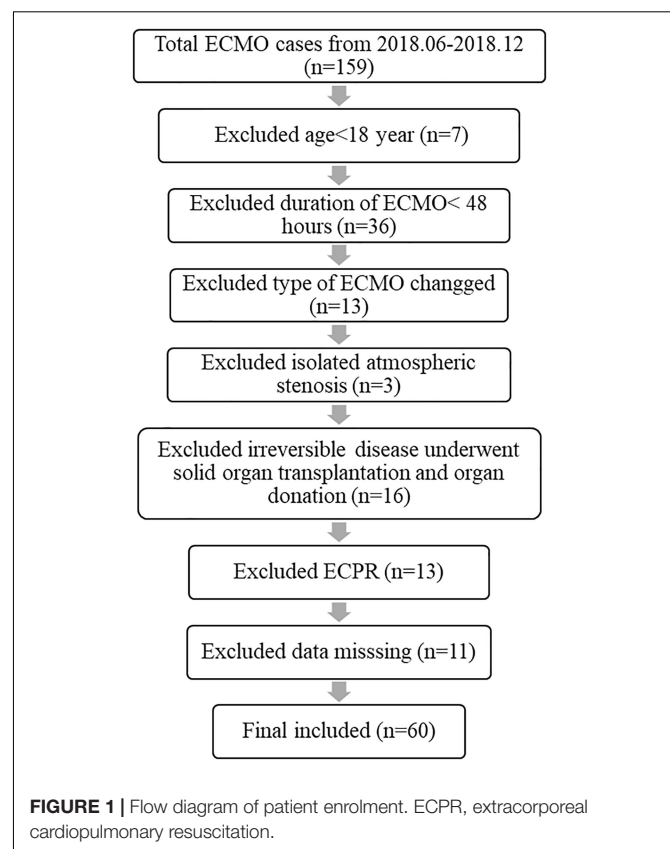 Total ECMO cases from 2018.06-2018.12
(n=159)
Excluded age<18 year (n=7)
Excluded duration of ECMO< 48
hours (n=36)
Excluded type of ECMO changged
(n=13)
Excluded isolated atmospheric
stenosis (n=3)
Excluded irreversible disease underwent
solid organ transplantation and organ
donation (n=16)
Excluded ECPR (n=13)
Excluded data misssing (n=11)
Final included (n=60)
FIGURE 1 | Flow diagram of patient enrolment. ECPR, extracorporeal
cardiopulmonary resuscitation.